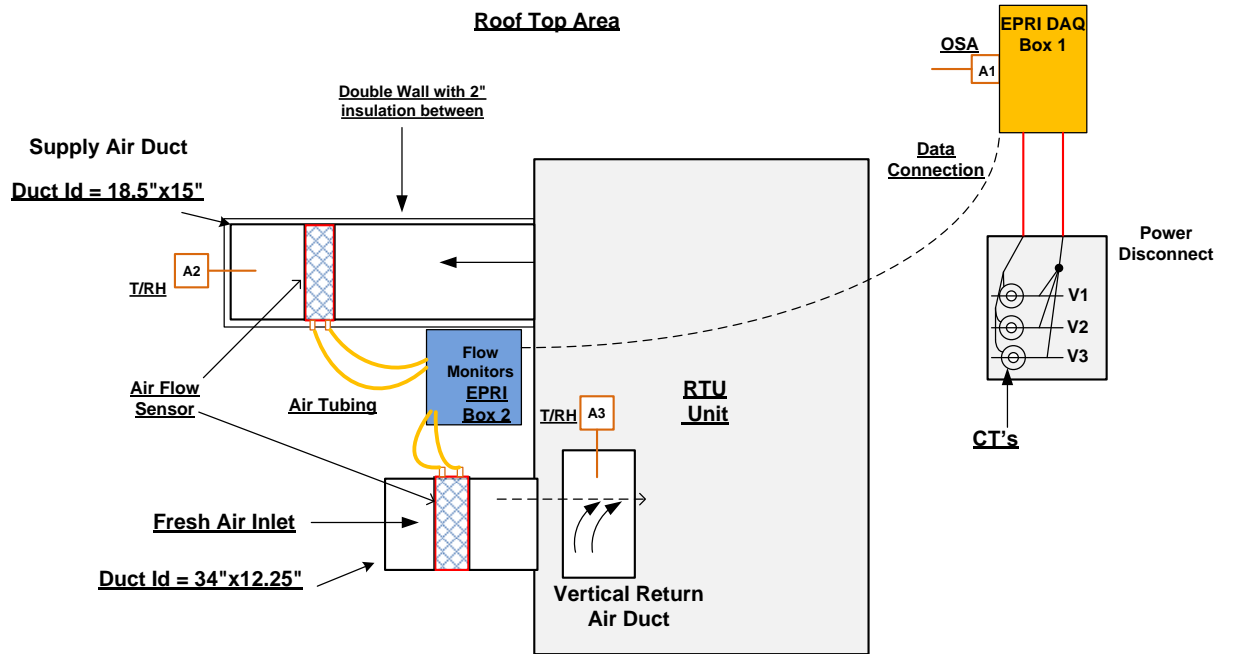 Roof Top Area
EPRI DAQ
Box 1
OSA
A1
Double Wall with 2"
insulation between
Supply Air Duct
Duct Id = 18.5"x15"
Data
Connection
Power
Disconnect
A2
T/RH
V1
V2
V3
Flow
Monitors
EPRI
Box 2
Air Flow
Sensor
Air Tubing
RTU
Unit
T/RH
A3
CT's
Fresh Air Inlet
Duct Id = 34"x12.25"
Vertical Return
Air Duct